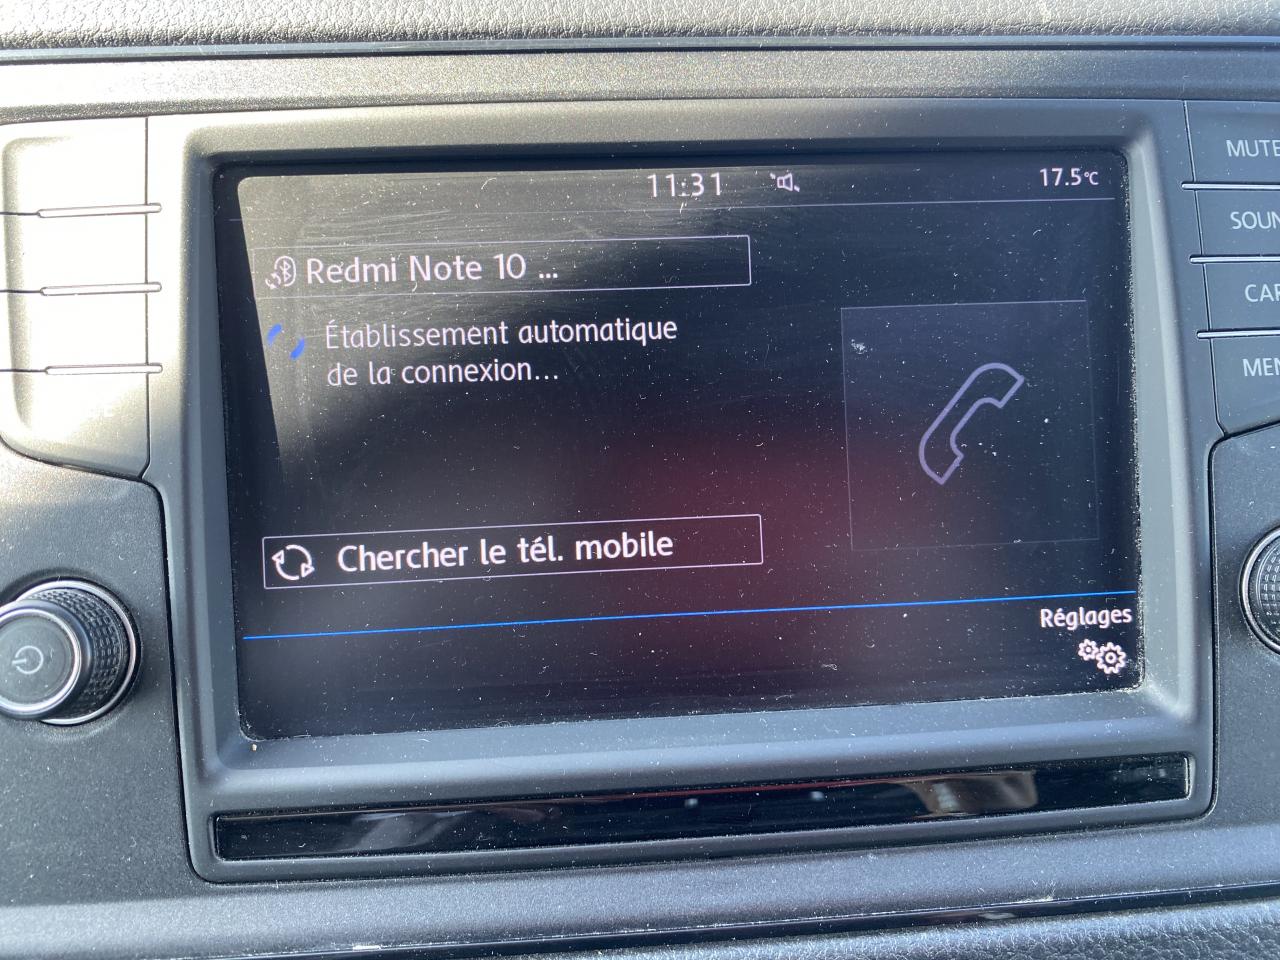 11:31
17.5°C
MUTE
Redmi Note 10 ...
SOUN
Établissement automatique
de la connexion...
CAR
MEN
Chercher le tél. mobile
Réglages